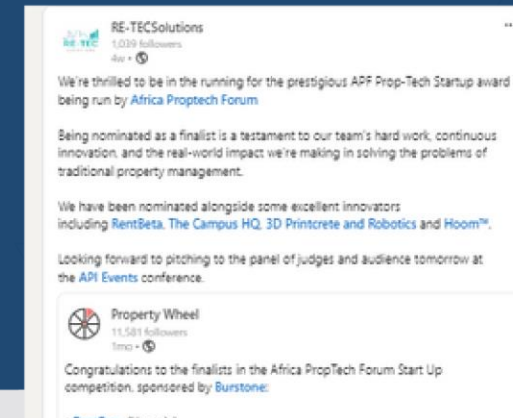 RE-TECSolutions
1,039 followers
4w •
We're thrilled to be in the running for the prestigious APF Prop-Tech Startup award
being run by Africa Proptech Forum
Being nominated as a finalist is a testament to our team's hard work, continuous
innovation, and the real-world impact we're making in solving the problems of
traditional property management.
We have been nominated alongside some excellent innovators
including RentBeta, The Campus HQ, 3D Printcrete and Robotics and Hoom™.
Looking forward to pitching to the panel of judges and audience tomorrow at
the API Events conference.
Property Wheel
11,581 followers
1mo •
Congratulations to the finalists in the Africa PropTech Forum Start Up
competition, sponsored by Burstone: